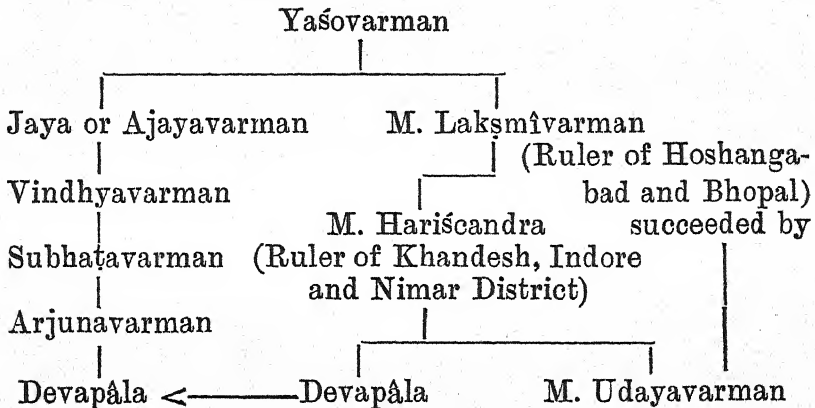 Yaśovarman
Jaya or Ajayavarman M. Lakṣmîvarman
(Ruler of Hoshanga-
Vindhyavarman bad and Bhopal)
M. Hariścandra succeeded by
Subhaṭavarman (Ruler of Khandesh, Indore
and Nimar District)
Arjunavarman
Devapâla <——— Devapâla M. Udayavarman